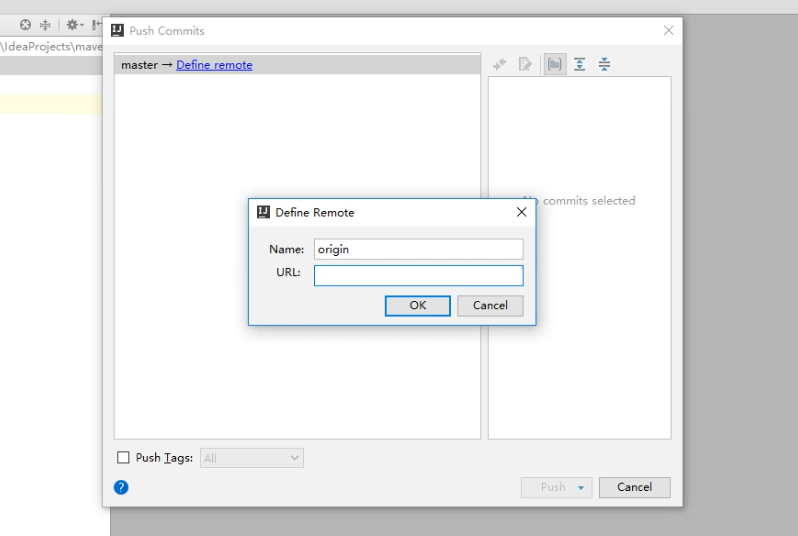 Push Commits
\IdeaProjects\mave
master → Define remote
commits selected
Define Remote
Name: origin
URL:
OK Cancel
Push Tags: All
? Push Cancel